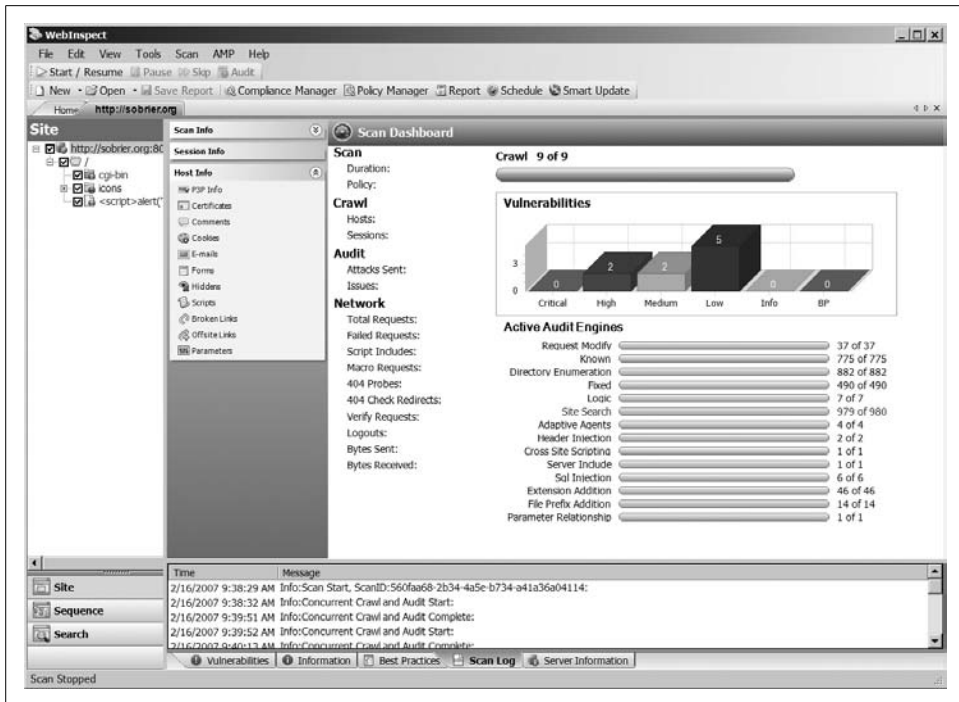 WebInspect
File Edit View Tools Scan AMP Help
Start / Resume Pause Skip Audit
New Open Save Report Compliance Manager Policy Manager Report Schedule Smart Update
Home http://sobrier.org
Site
http://sobrier.org:80
/
cgi-bin
icons
<script>alert("
Scan Info
Session Info
Host Info
P3P Info
Certificates
Comments
Cookies
E-mails
Forms
Hiddens
Scripts
Broken Links
Offsite Links
Parameters
Scan Dashboard
Scan
Duration:
Policy:
Crawl
Hosts:
Sessions:
Audit
Attacks Sent:
Issues:
Network
Total Requests:
Failed Requests:
Script Includes:
Macro Requests:
404 Probes:
404 Check Redirects:
Verify Requests:
Logouts:
Bytes Sent:
Bytes Received:
Crawl 9 of 9
Vulnerabilities
3
0
0 2 2 5 0 0
Critical High Medium Low Info BP
Active Audit Engines
Request Modify 37 of 37
Known 775 of 775
Directory Enumeration 882 of 882
Fixed 490 of 490
Logic 7 of 7
Site Search 979 of 980
Adaptive Agents 4 of 4
Header Injection 2 of 2
Cross Site Scripting 1 of 1
Server Include 1 of 1
Sql Injection 6 of 6
Extension Addition 46 of 46
File Prefix Addition 14 of 14
Parameter Relationship 1 of 1
Site
Sequence
Search
Time Message
2/16/2007 9:38:29 AM Info:Scan Start, ScanID:560faa68-2b34-4a5e-b734-a41a36a04114:
2/16/2007 9:38:32 AM Info:Concurrent Crawl and Audit Start:
2/16/2007 9:39:51 AM Info:Concurrent Crawl and Audit Complete:
2/16/2007 9:39:52 AM Info:Concurrent Crawl and Audit Start:
2/16/2007 9:40:13 AM Info:Concurrent Crawl and Audit Complete:
Vulnerabilities Information Best Practices Scan Log Server Information
Scan Stopped